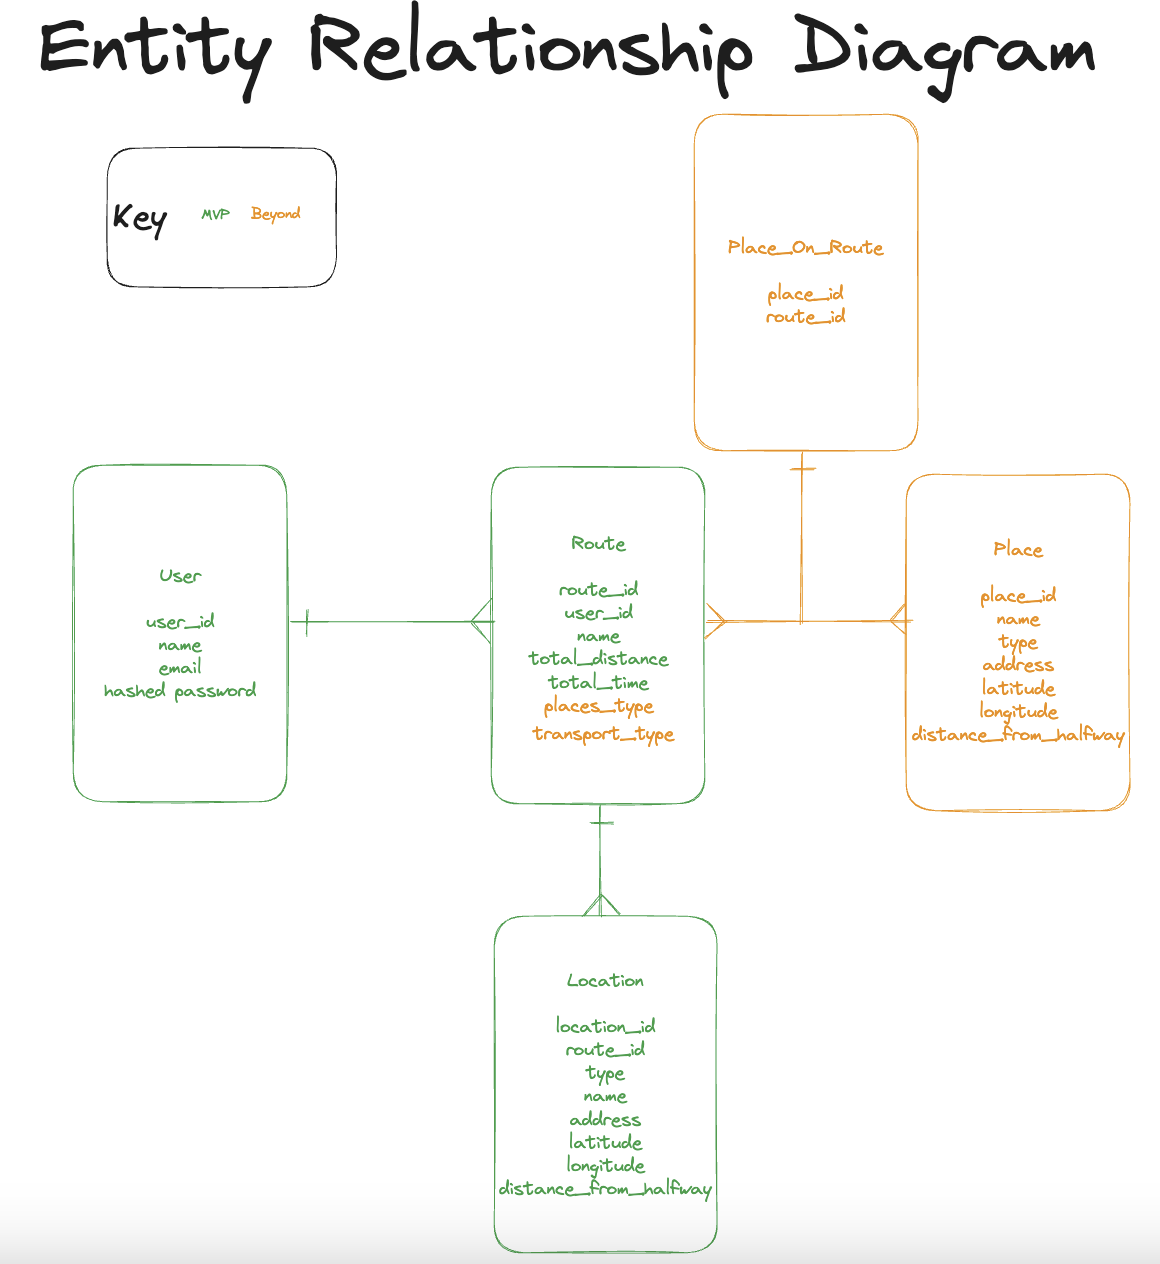 Entity Relationship Diagram
Key MVP Beyond
Place_On_Route
place_id
route_id
User
user_id
name
email
hashed password
Route
route_id
user_id
name
total_distance
total_time
places_type
transport_type
Place
place_id
name
type
address
latitude
longitude
distance_from_halfway
Location
location_id
route_id
type
name
address
latitude
longitude
distance_from_halfway